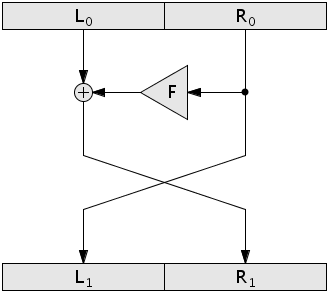 L₀ R₀
F
L₁ R₁